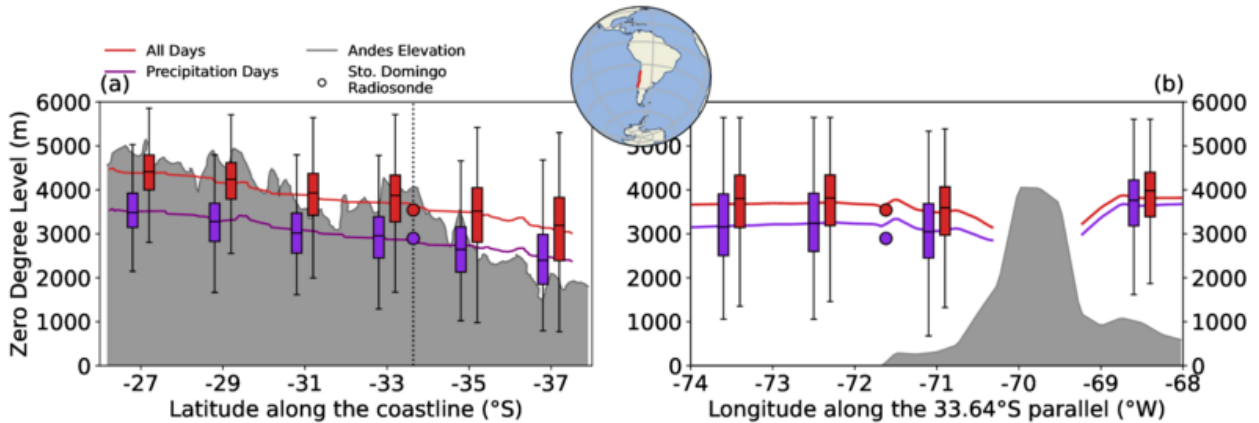 All Days
Precipitation Days
Andes Elevation
Sto. Domingo
Radiosonde
(a)
(b)
Zero Degree Level (m)
6000
5000
4000
3000
2000
1000
0
-27 -29 -31 -33 -35 -37
Latitude along the coastline (°S)
6000
5000
4000
3000
2000
1000
0
-74 -73 -72 -71 -70 -69 -68
Longitude along the 33.64°S parallel (°W)